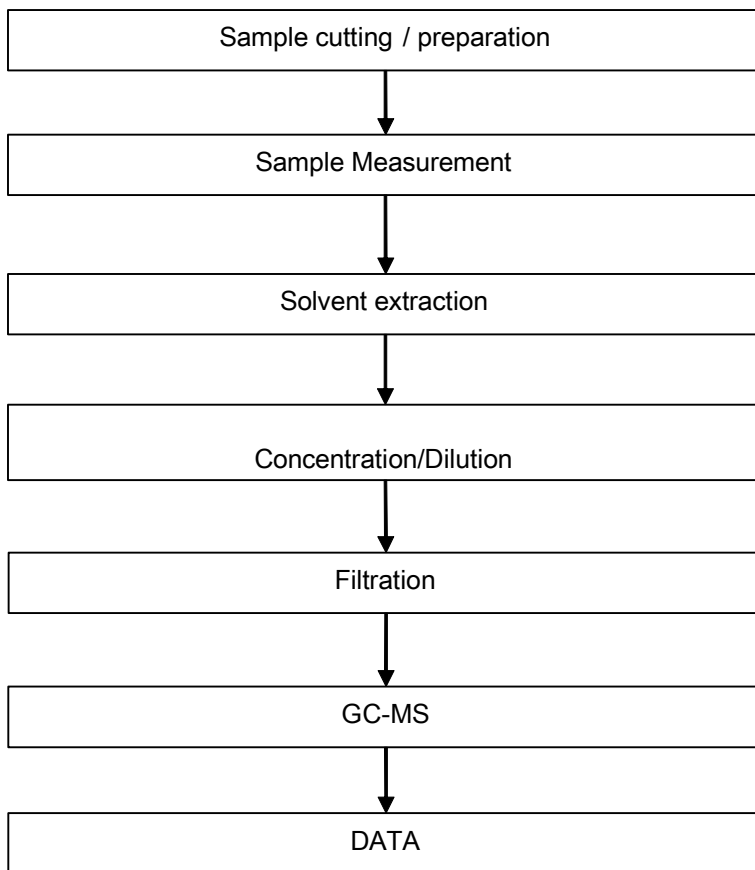 Sample cutting / preparation
Sample Measurement
Solvent extraction
Concentration/Dilution
Filtration
GC-MS
DATA